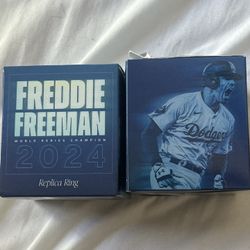 FREDDIE
FREEMAN
WORLD SERIES CHAMPION
2024
Replica Ring
Dodgers